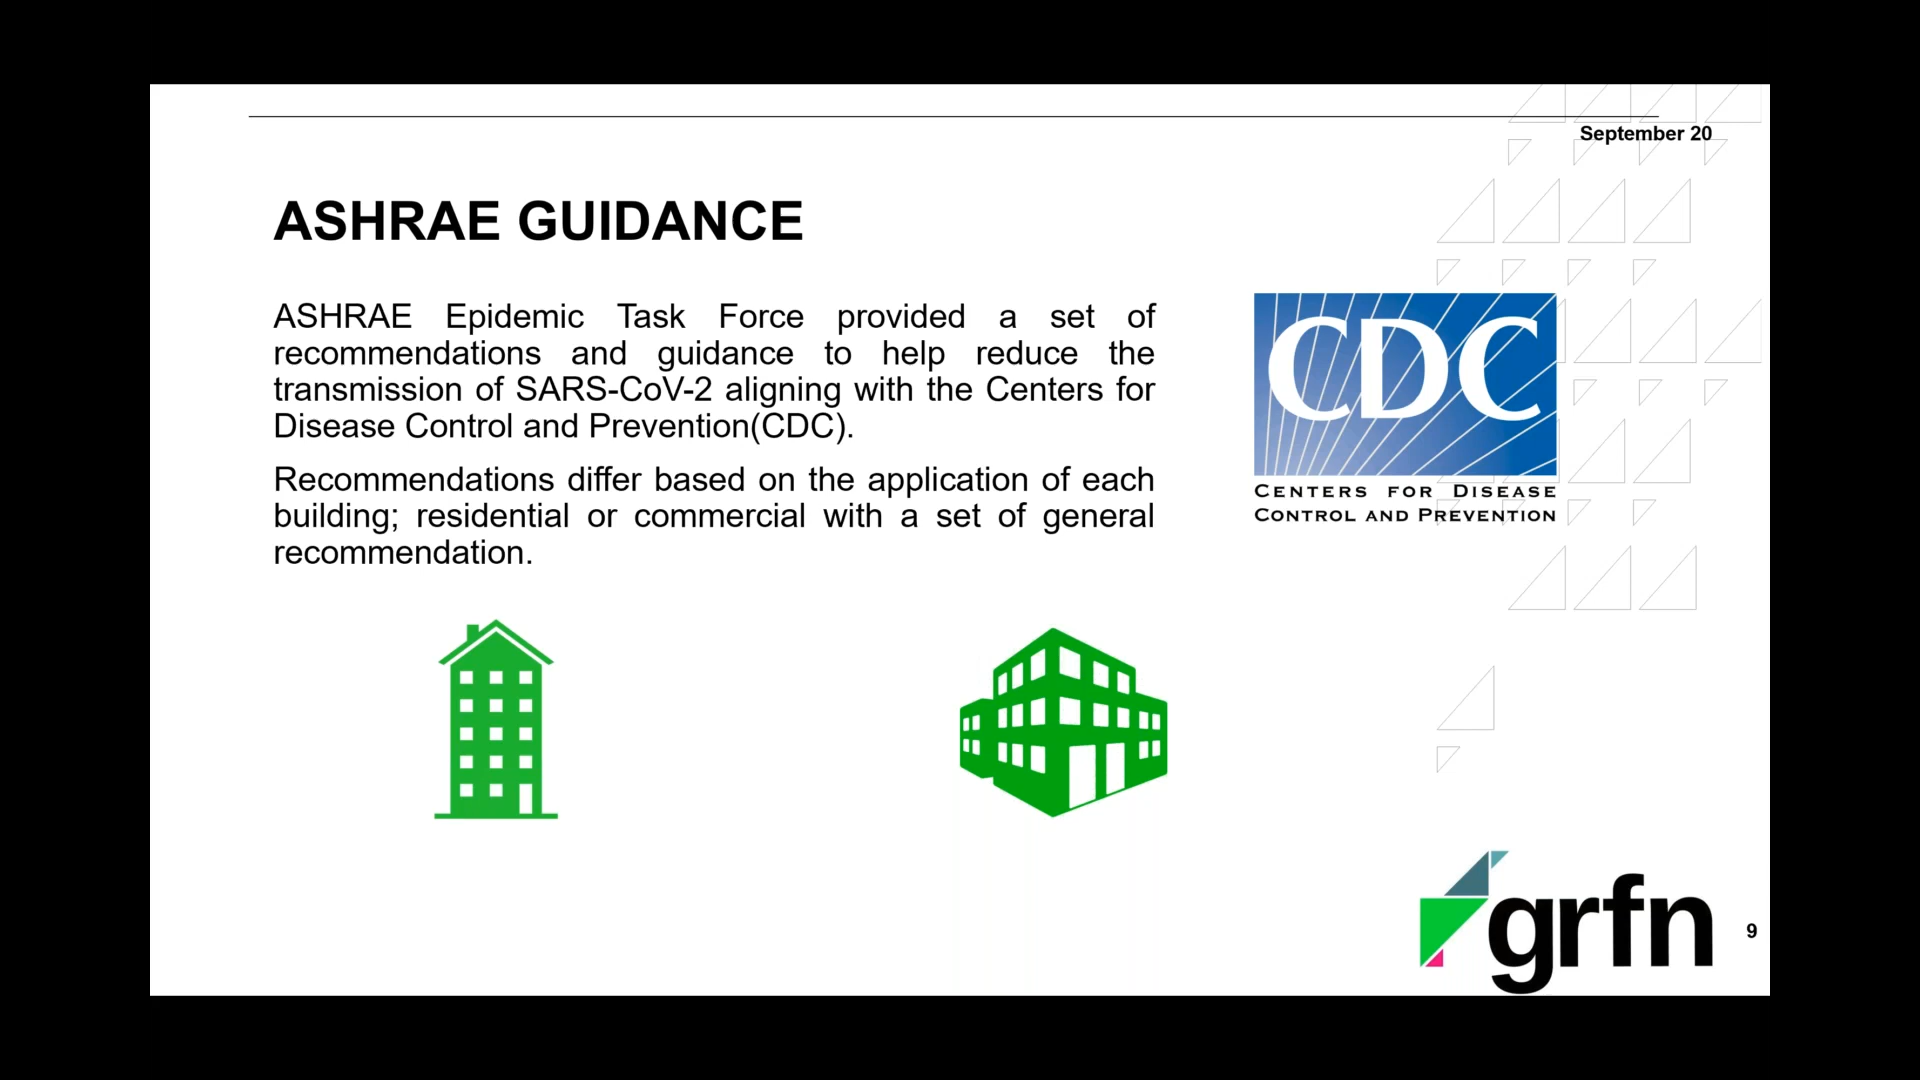 September 20
ASHRAE GUIDANCE
ASHRAE Epidemic Task Force provided a set of
recommendations and guidance to help reduce the
transmission of SARS-CoV-2 aligning with the Centers for
Disease Control and Prevention(CDC).
Recommendations differ based on the application of each
building; residential or commercial with a set of general
recommendation.
CDC
CENTERS FOR DISEASE
CONTROL AND PREVENTION
grfn
9